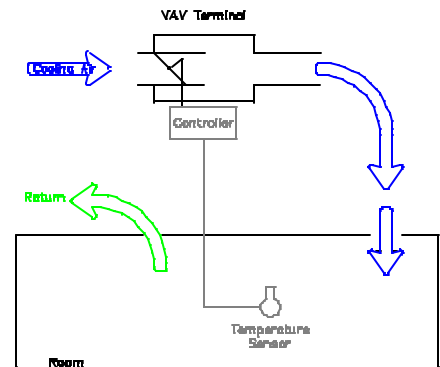 VAV Terminal
Cooling Air
Controller
Return
Temperature
Sensor
Room